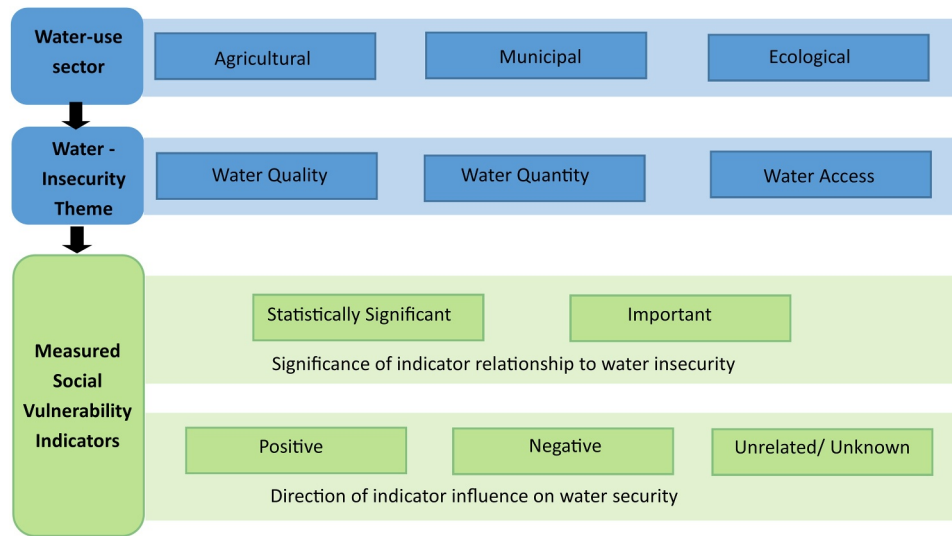 Water-use
sector
Agricultural
Municipal
Ecological
Water -
Insecurity
Theme
Water Quality
Water Quantity
Water Access
Measured
Social
Vulnerability
Indicators
Statistically Significant
Important
Significance of indicator relationship to water insecurity
Positive
Negative
Unrelated/ Unknown
Direction of indicator influence on water security